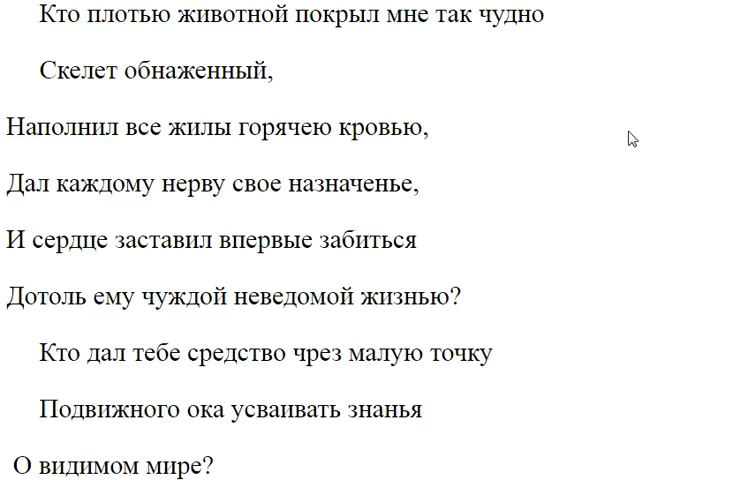 Кто плотью животной покрыл мне так чудно
Скелет обнаженный,
Наполнил все жилы горячею кровью,
Дал каждому нерву свое назначенье,
И сердце заставил впервые забиться
Дотоль ему чуждой неведомой жизнью?
Кто дал тебе средство чрез малую точку
Подвижного ока усваивать знанья
О видимом мире?